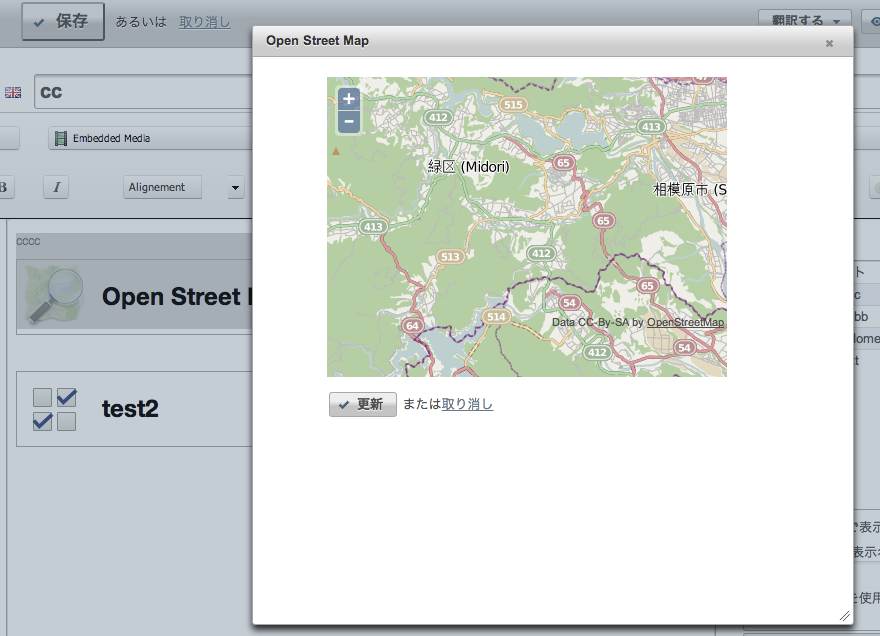 保存 あるいは 取り消し
翻訳する
Open Street Map
cc
Embedded Media
B I Alignement
cccc
Open Street
test2
+
−
515
412
413
65
緑区 (Midori)
相模原市 (S
65
413
513
412
65
54
514
64
Data CC-By-SA by OpenStreetMap
54
412
更新 または取り消し
ト
c
bb
Home
t
で表示
表示
を使用